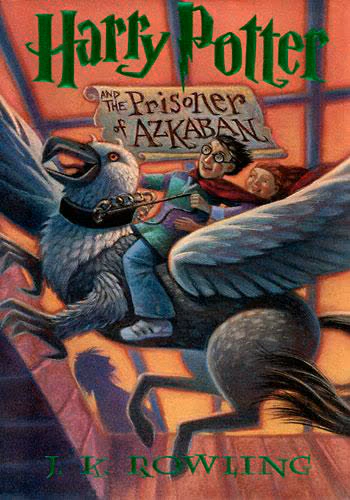 Harry Potter
AND THE Prisoner
of AZKABAN
J. K. ROWLING